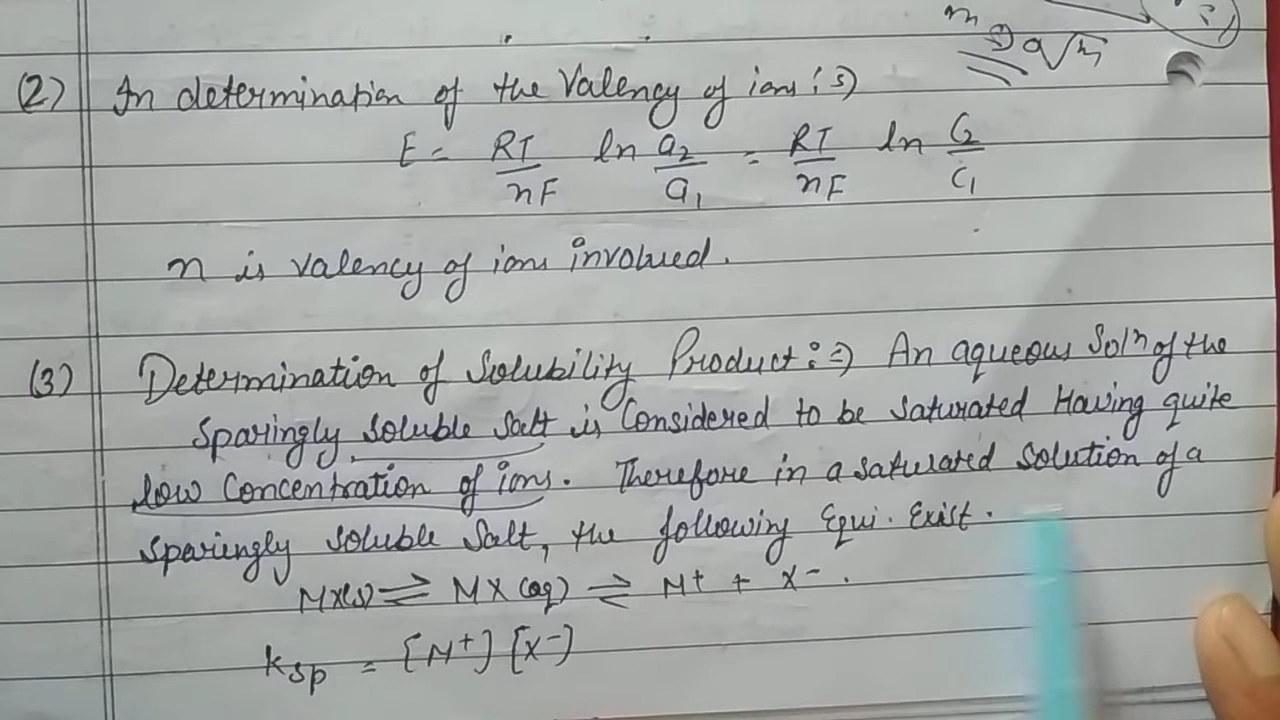 (2) In determination of the Valency of ions :⇒
E = RT/nF ln a2/a1 = RT/nF ln C2/C1
n is valency of ions involued.
(3) Determination of Solubility Product :⇒ An aqueous Solⁿ of the
Sparingly soluble Salt is Considered to be Saturated Having quite
low Concentration of ions. Therefore in a saturated solution of a
Sparingly soluble Salt, the following Equi. Exist.
MX(s) ⇌ MX (aq) ⇌ M⁺ + X⁻.
Ksp = [M⁺] [X⁻]